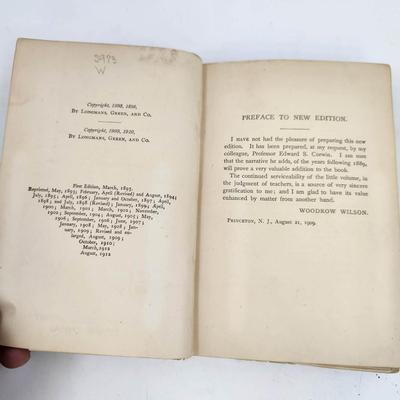 3973
W
Copyright, 1898, 1898,
By Longmans, Green, and Co.
Copyright, 1909, 1910,
By Longmans, Green, and Co.
First Edition, March, 1893.
Reprinted, May, 1893; February, April (Revised) and August, 1894;
July, 1895; April, 1896; January and October, 1897; April,
1898; and July, 1898 (Revised); January, 1899; April,
1900; March, 1901; March, 1902; November,
1902; September, 1904; August, 1905; May,
1906; September, 1906; June, 1907;
January, 1908; May, 1908; Jan-
uary, 1909; Revised and en-
larged, August, 1909;
October, 1910;
March, 1912
August, 1912
PREFACE TO NEW EDITION.
I have not had the pleasure of preparing this new
edition. It has been prepared, at my request, by my
colleague, Professor Edward S. Corwin. I am sure
that the narrative he adds, of the years following 1889,
will prove a very valuable addition to the book.
The continued serviceability of the little volume, in
the judgment of teachers, is a source of very sincere
gratification to me; and I am glad to have its value
enhanced by matter from another hand.
WOODROW WILSON.
Princeton, N. J., August 21, 1909.